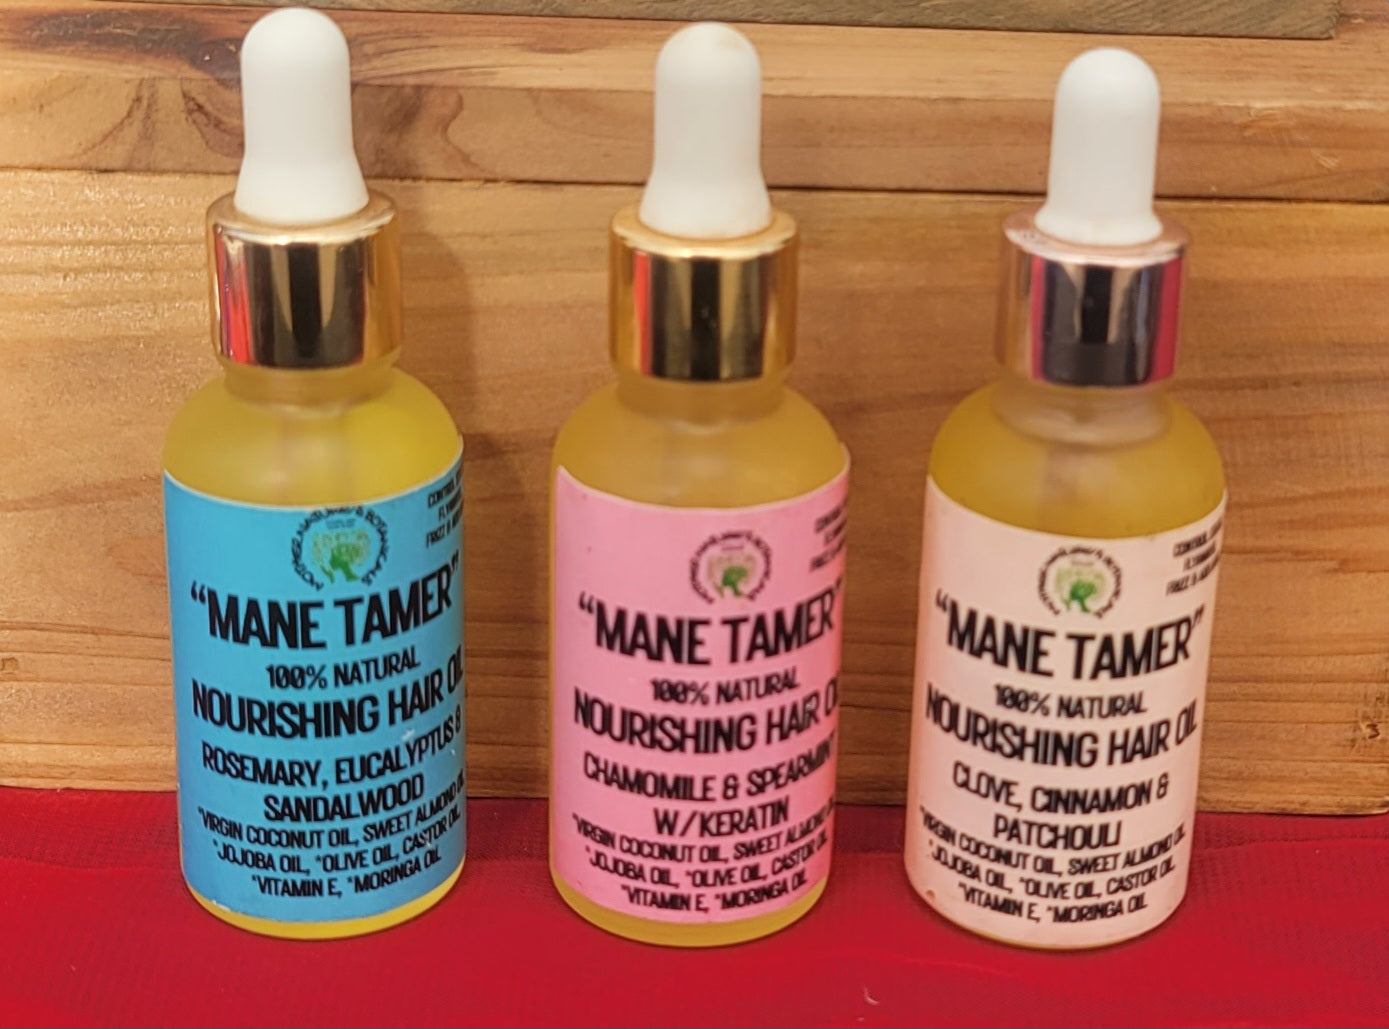 "MANE TAMER"
100% NATURAL
NOURISHING HAIR OIL
ROSEMARY, EUCALYPTUS &
SANDALWOOD
*VIRGIN COCONUT OIL, SWEET ALMOND OIL
*JOJOBA OIL, *OLIVE OIL, CASTOR OIL
*VITAMIN E, *MORINGA OIL
"MANE TAMER"
100% NATURAL
NOURISHING HAIR OIL
CHAMOMILE & SPEARMINT
W/KERATIN
*VIRGIN COCONUT OIL, SWEET ALMOND
*JOJOBA OIL, *OLIVE OIL, CASTOR OIL
*VITAMIN E, *MORINGA OIL
"MANE TAMER"
100% NATURAL
NOURISHING HAIR OIL
CLOVE, CINNAMON &
PATCHOULI
*VIRGIN COCONUT OIL, SWEET ALMOND OIL
*JOJOBA OIL, *OLIVE OIL, CASTOR OIL
*VITAMIN E, *MORINGA OIL